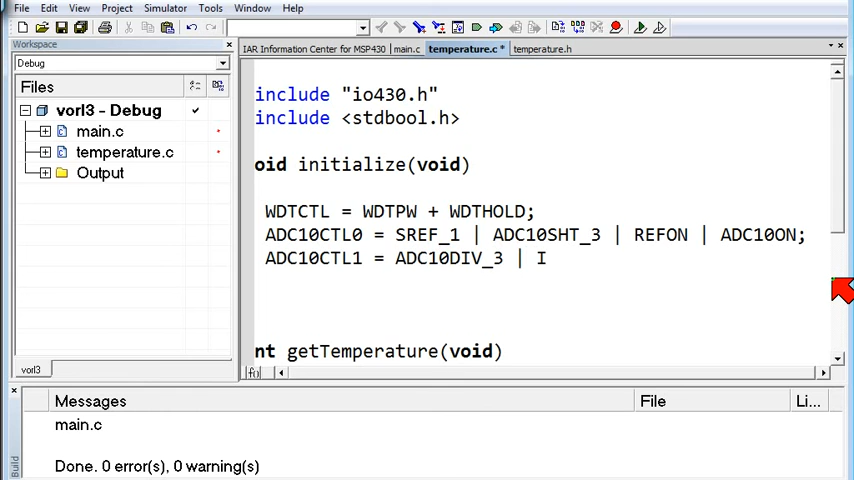 File Edit View Project Simulator Tools Window Help
Workspace
Debug
Files
vorl3 - Debug
main.c
temperature.c
Output
vorl3
IAR Information Center for MSP430 main.c temperature.c * temperature.h
include "io430.h"
include <stdbool.h>
oid initialize(void)
WDTCTL = WDTPW + WDTHOLD;
ADC10CTL0 = SREF_1 | ADC10SHT_3 | REFON | ADC10ON;
ADC10CTL1 = ADC10DIV_3 | I
nt getTemperature(void)
f()
Build
Messages File Li...
main.c
Done. 0 error(s), 0 warning(s)